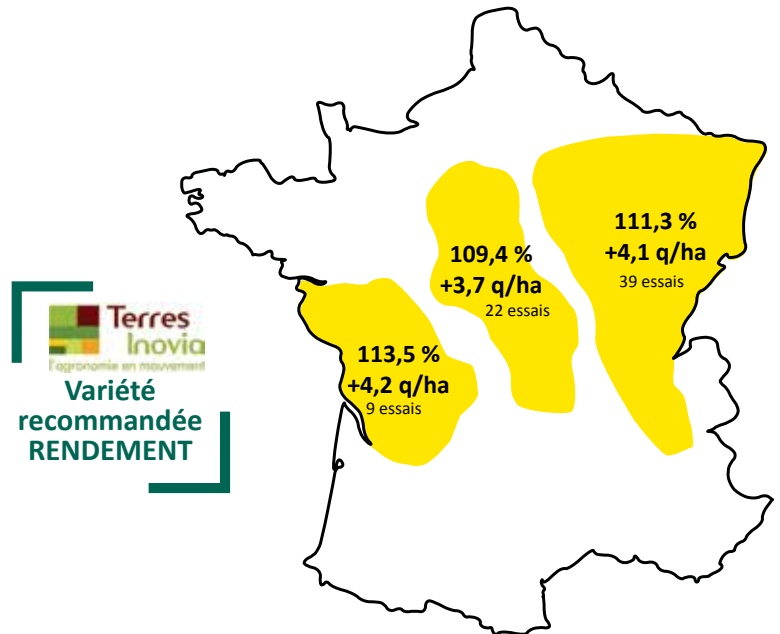 111,3 %
+4,1 q/ha
39 essais
109,4 %
+3,7 q/ha
22 essais
113,5 %
+4,2 q/ha
9 essais
Terres
Inovia
l'agronomie en mouvement
Variété
recommandée
RENDEMENT